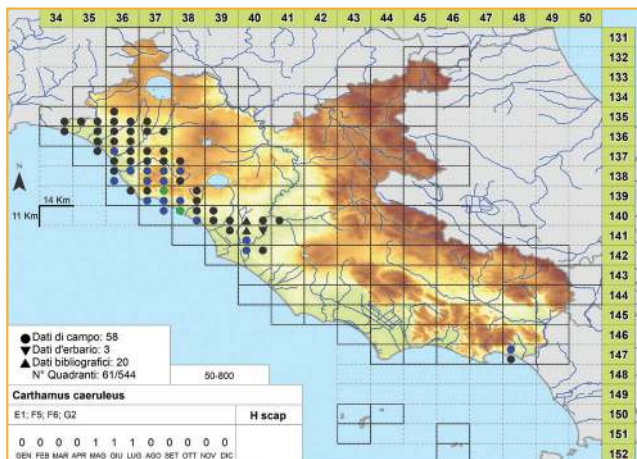 34 35 36 37 38 39 40 41 42 43 44 45 46 47 48 49 50
131
132
133
134
135
136
137
138
139
140
141
142
143
144
145
146
147
148
149
150
151
152
N
14 Km
11 Km
Dati di campo: 58
Dati d'erbario: 3
Dati bibliografici: 20
N° Quadranti: 61/544
50-800
Carthamus caeruleus
E1; F5; F6; G2
H scap
0 0 0 0 1 1 1 0 0 0 0 0
GEN FEB MAR APR MAG GIU LUG AGO SET OTT NOV DIC